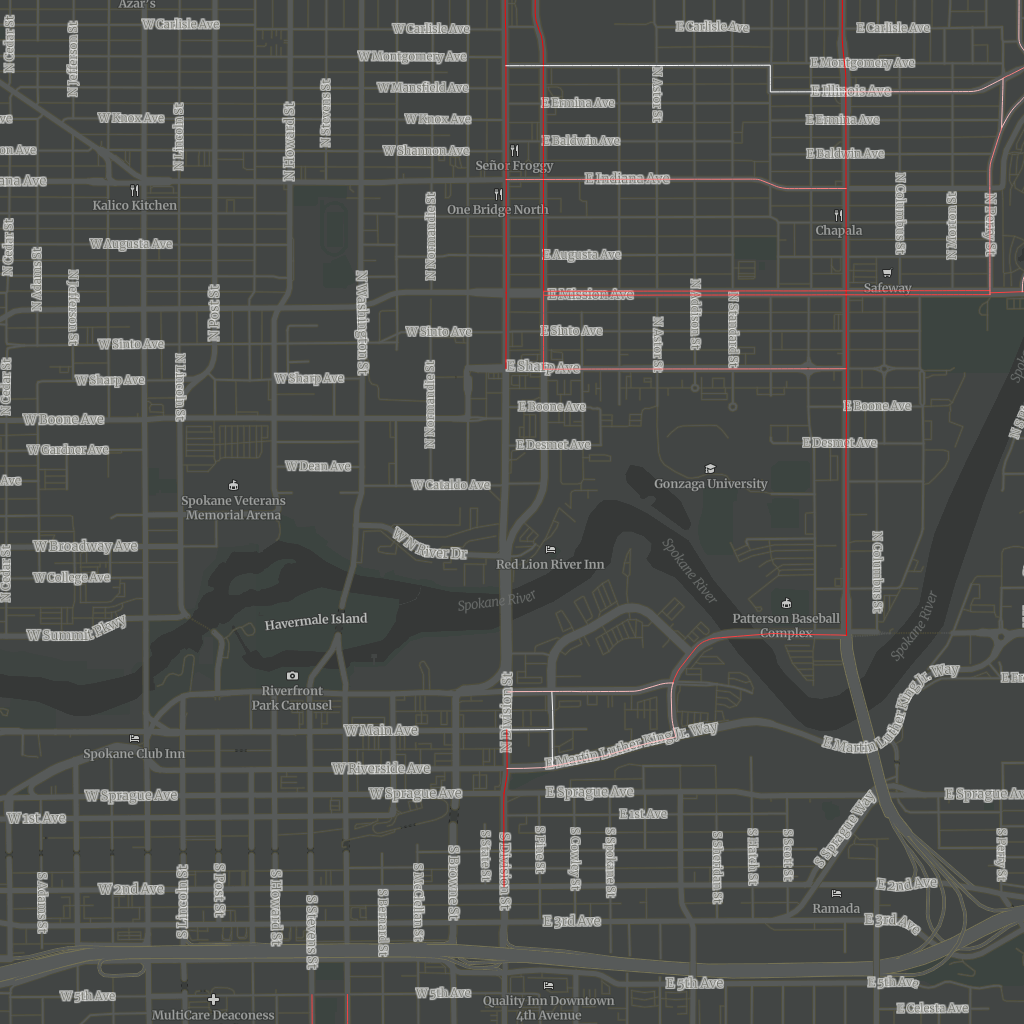 Azar's
W Carlisle Ave
W Carlisle Ave
E Carlisle Ave
E Carlisle Ave
N Cedar St
N Jefferson St
W Montgomery Ave
E Montgomery Ave
W Mansfield Ave
N Astor St
E Illinois Ave
N Stevens St
E Ermina Ave
N Lincoln St
N Howard St
W Knox Ave
W Knox Ave
E Ermina Ave
E Baldwin Ave
W Shannon Ave
E Baldwin Ave
Señor Froggy
E Indiana Ave
Kalico Kitchen
One Bridge North
N Columbus St
N Perry St
N Normandie St
Chapala
N Cedar St
W Augusta Ave
E Augusta Ave
N Adams St
N Jefferson St
N Post St
N Washington St
Safeway
E Mission Ave
N Addison St
N Standard St
N Astor St
W Sinto Ave
W Sinto Ave
E Sinto Ave
E Sharp Ave
W Sharp Ave
W Sharp Ave
N Cedar St
N Lincoln St
N Normandie St
W Boone Ave
E Boone Ave
E Boone Ave
W Gardner Ave
E Desmet Ave
E Desmet Ave
W Dean Ave
W Cataldo Ave
Gonzaga University
Spokane Veterans
Memorial Arena
W Broadway Ave
W N River Dr
Red Lion River Inn
Spokane River
N Columbus St
N Cedar St
W College Ave
Spokane River
Spokane River
Patterson Baseball
Complex
Havermale Island
W Summit Pkwy
Riverfront
Park Carousel
N Division St
E Martin Luther King Jr. Way
E Martin Luther King Jr. Way
W Main Ave
Spokane Club Inn
W Riverside Ave
W Sprague Ave
W Sprague Ave
E Sprague Ave
E Sprague Ave
W 1st Ave
E 1st Ave
S Sprague Way
S State St
S Division St
S Pine St
S Cowley St
S Spokane St
S Sheridan St
S Hatch St
S Scott St
S Perry St
S Adams St
W 2nd Ave
S Lincoln St
S Post St
S Howard St
S Stevens St
S Bernard St
S McClellan St
S Browne St
E 2nd Ave
Ramada
E 3rd Ave
E 3rd Ave
E 5th Ave
E 5th Ave
W 5th Ave
W 5th Ave
MultiCare Deaconess
Quality Inn Downtown
4th Avenue
E Celesta Ave